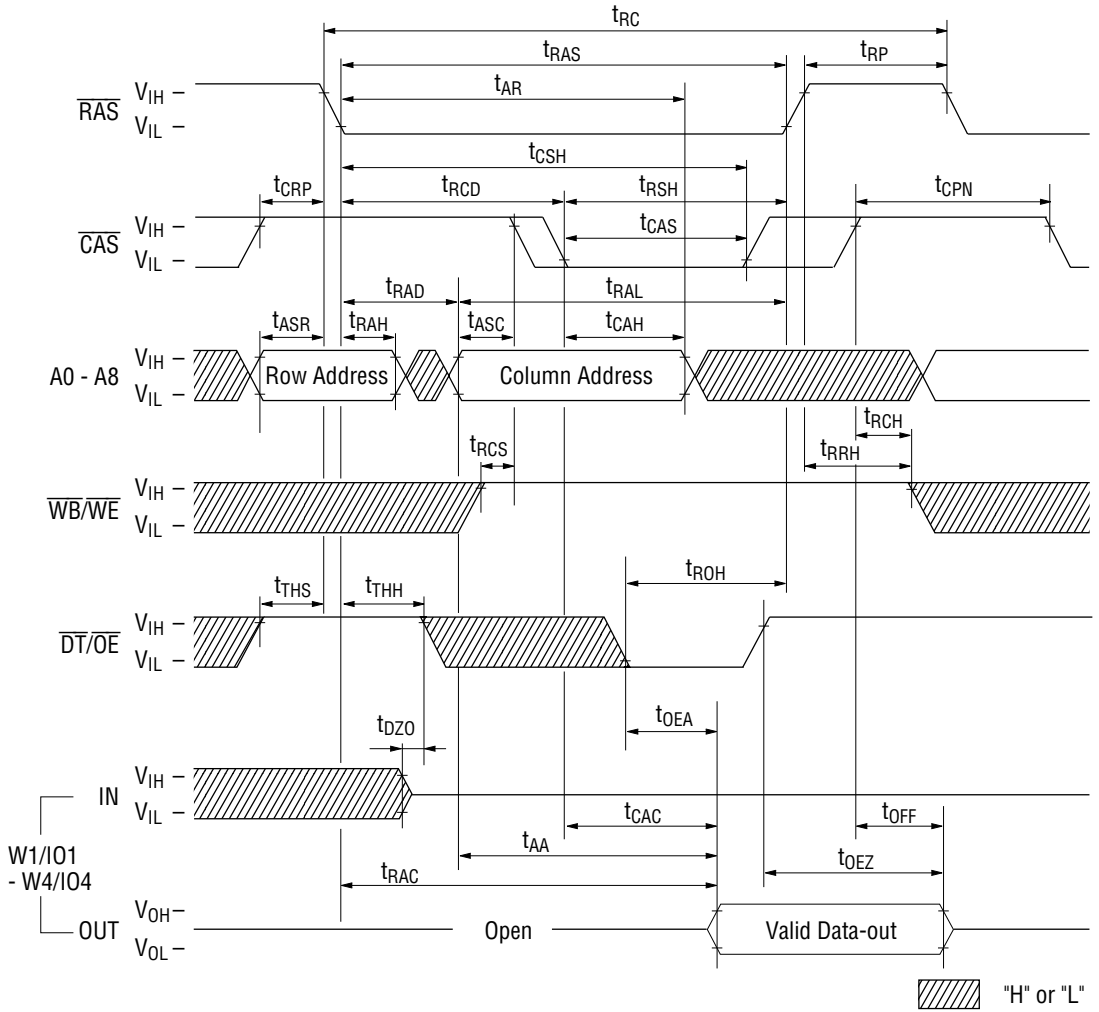 tRC
tRAS
tRP
tAR
RAS
VIH –
VIL –
tCSH
tCRP
tRCD
tRSH
tCPN
tCAS
CAS
VIH –
VIL –
tRAD
tRAL
tASR
tRAH
tASC
tCAH
A0 - A8
VIH –
VIL –
Row Address
Column Address
tRCH
tRCS
tRRH
WB/WE
VIH –
VIL –
tROH
tTHS
tTHH
DT/OE
VIH –
VIL –
tOEA
tDZO
IN
VIH –
VIL –
tCAC
tOFF
tAA
tOEZ
tRAC
W1/IO1
- W4/IO4
OUT
VOH–
VOL –
Open
Valid Data-out
"H" or "L"